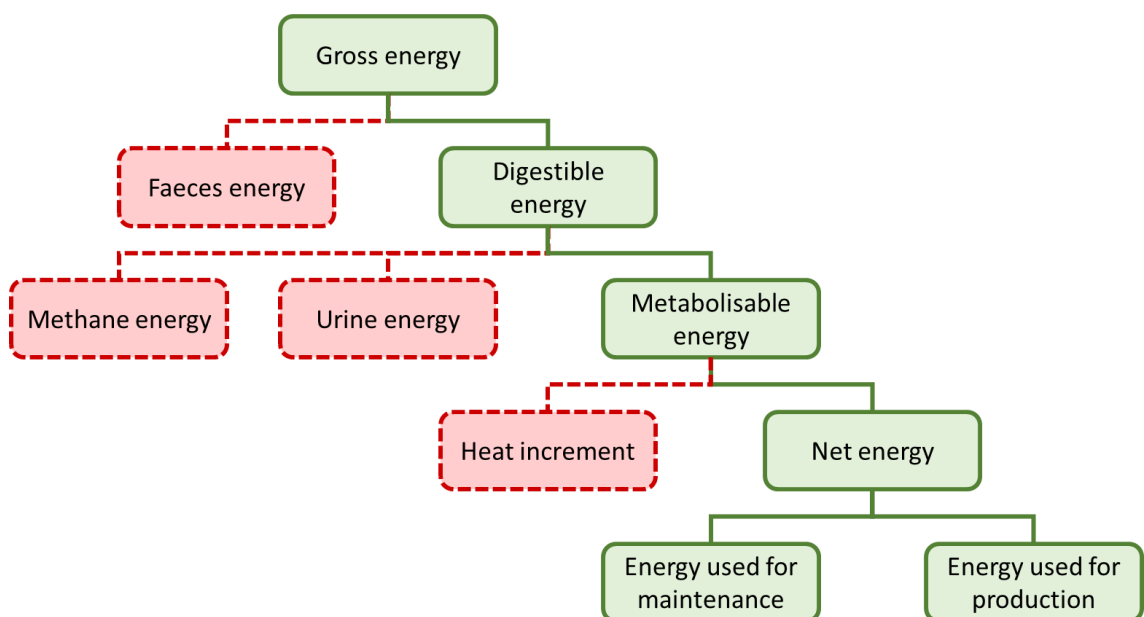 Gross energy
Faeces energy
Digestible
energy
Methane energy
Urine energy
Metabolisable
energy
Heat increment
Net energy
Energy used for
maintenance
Energy used for
production